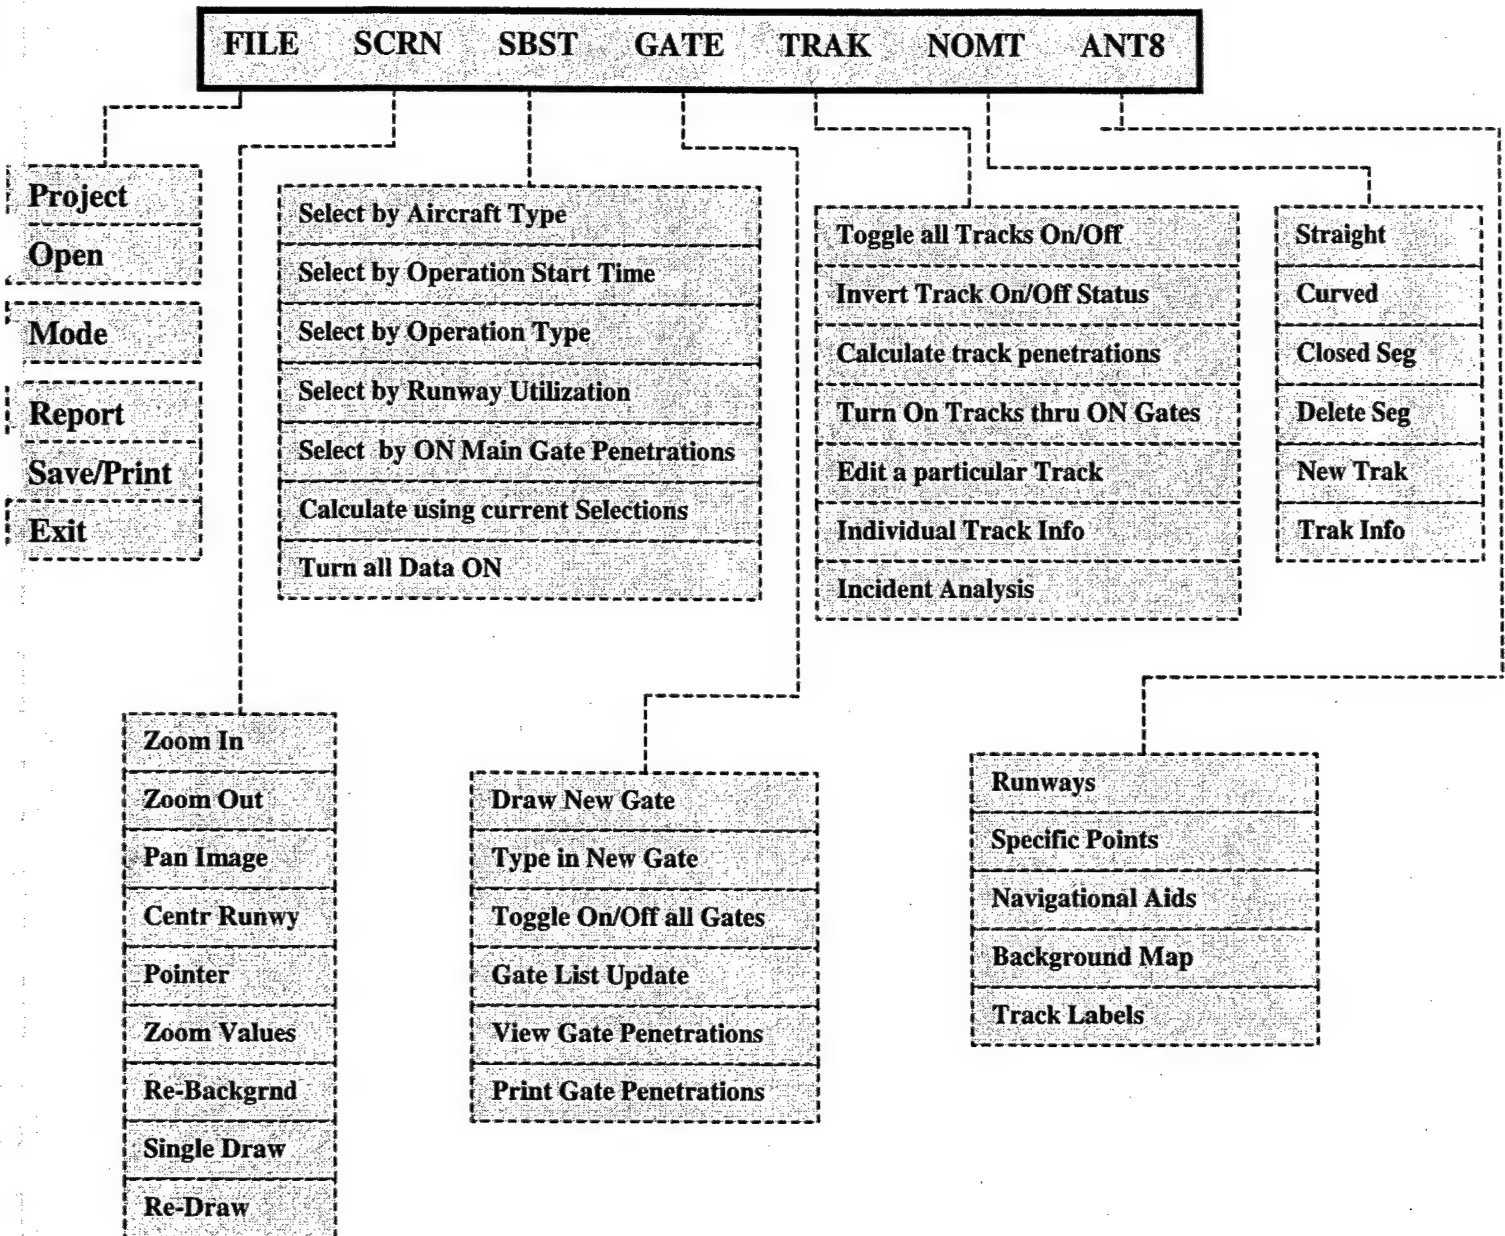 FILE SCRN SBST GATE TRAK NOMT ANT8
Project
Open
Mode
Report
Save/Print
Exit
Select by Aircraft Type
Select by Operation Start Time
Select by Operation Type
Select by Runway Utilization
Select by ON Main Gate Penetrations
Calculate using current Selections
Turn all Data ON
Toggle all Tracks On/Off
Invert Track On/Off Status
Calculate track penetrations
Turn On Tracks thru ON Gates
Edit a particular Track
Individual Track Info
Incident Analysis
Straight
Curved
Closed Seg
Delete Seg
New Trak
Trak Info
Zoom In
Zoom Out
Pan Image
Centr Runwy
Pointer
Zoom Values
Re-Backgrnd
Single Draw
Re-Draw
Draw New Gate
Type in New Gate
Toggle On/Off all Gates
Gate List Update
View Gate Penetrations
Print Gate Penetrations
Runways
Specific Points
Navigational Aids
Background Map
Track Labels